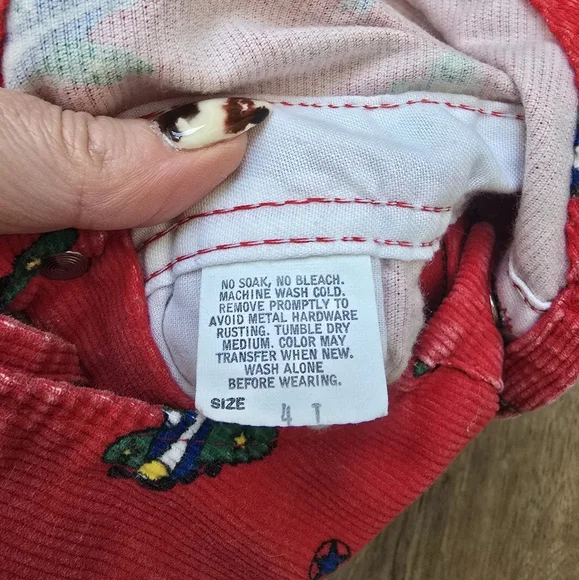 NO SOAK, NO BLEACH.
MACHINE WASH COLD.
REMOVE PROMPTLY TO
AVOID METAL HARDWARE
RUSTING. TUMBLE DRY
MEDIUM. COLOR MAY
TRANSFER WHEN NEW.
WASH ALONE
BEFORE WEARING.
SIZE 4 T